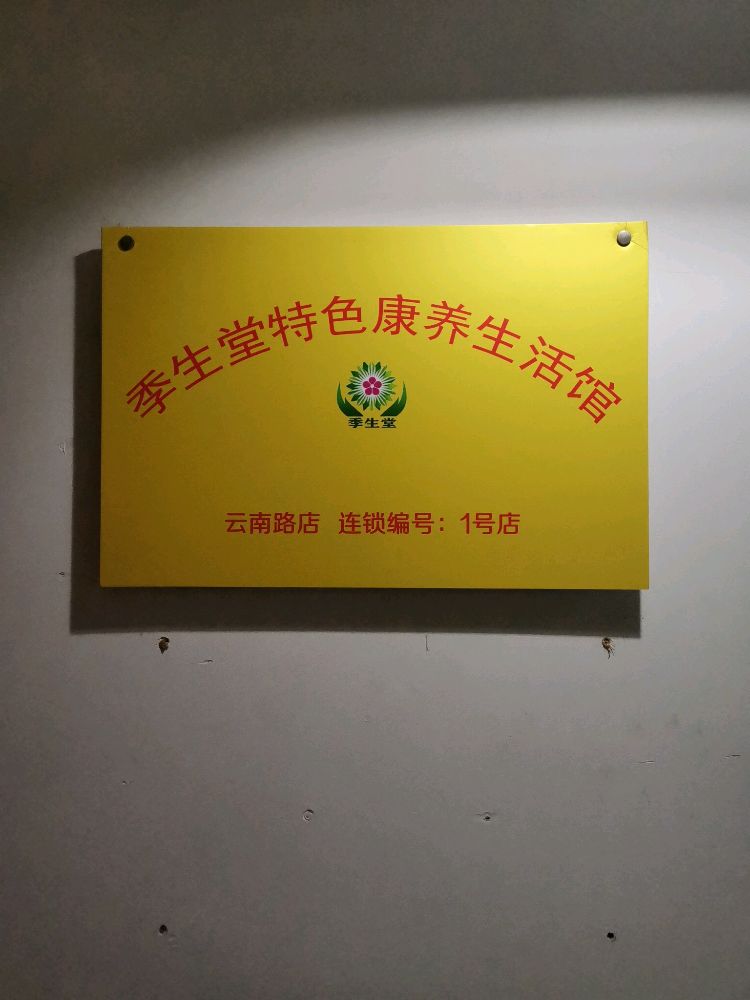 季生堂特色康养生活馆
季生堂
云南路店 连锁编号：1号店